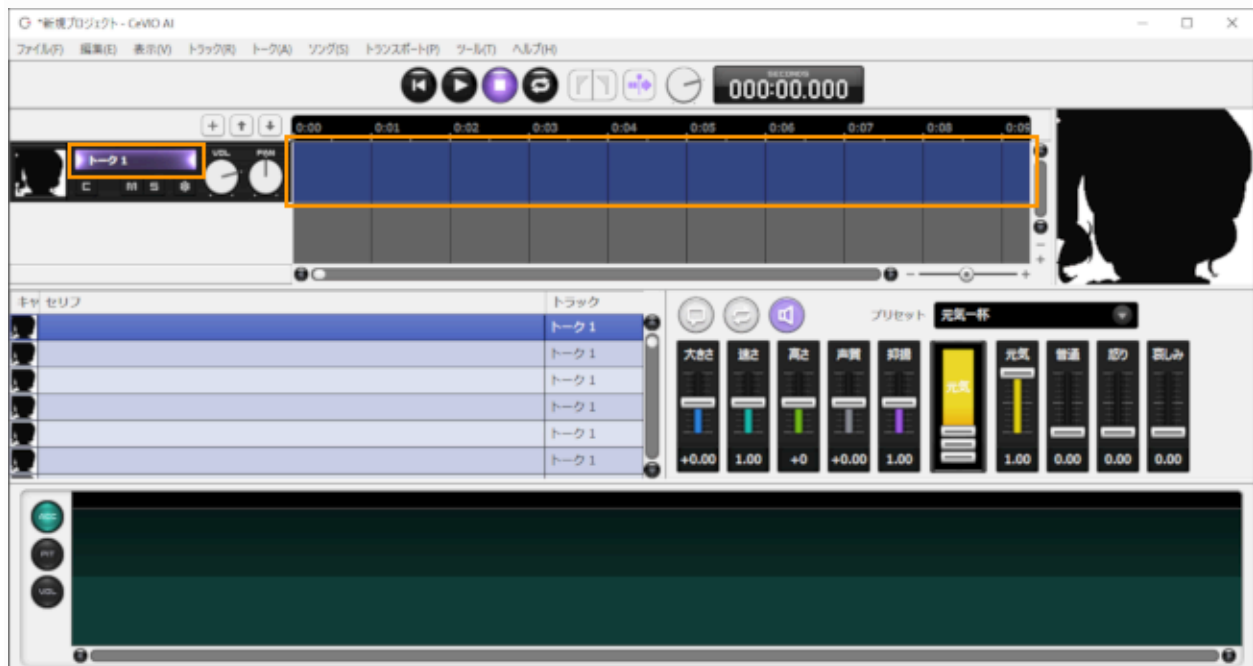 *新規プロジェクト - CeVIO AI
ファイル(F) 編集(E) 表示(V) トラック(R) トーク(A) ソング(S) トランスポート(P) ツール(T) ヘルプ(H)
SECONDS
000:00.000
0:00 0:01 0:02 0:03 0:04 0:05 0:06 0:07 0:08 0:09
トーク 1 VOL PAN
C M S
キャ セリフ トラック
トーク 1
トーク 1
トーク 1
トーク 1
トーク 1
トーク 1
プリセット 元気一杯
大きさ 速さ 高さ 声質 抑揚 元気 元気 普通 怒り 哀しみ
+0.00 1.00 +0 +0.00 1.00 1.00 0.00 0.00 0.00
ACC
PIT
VOL